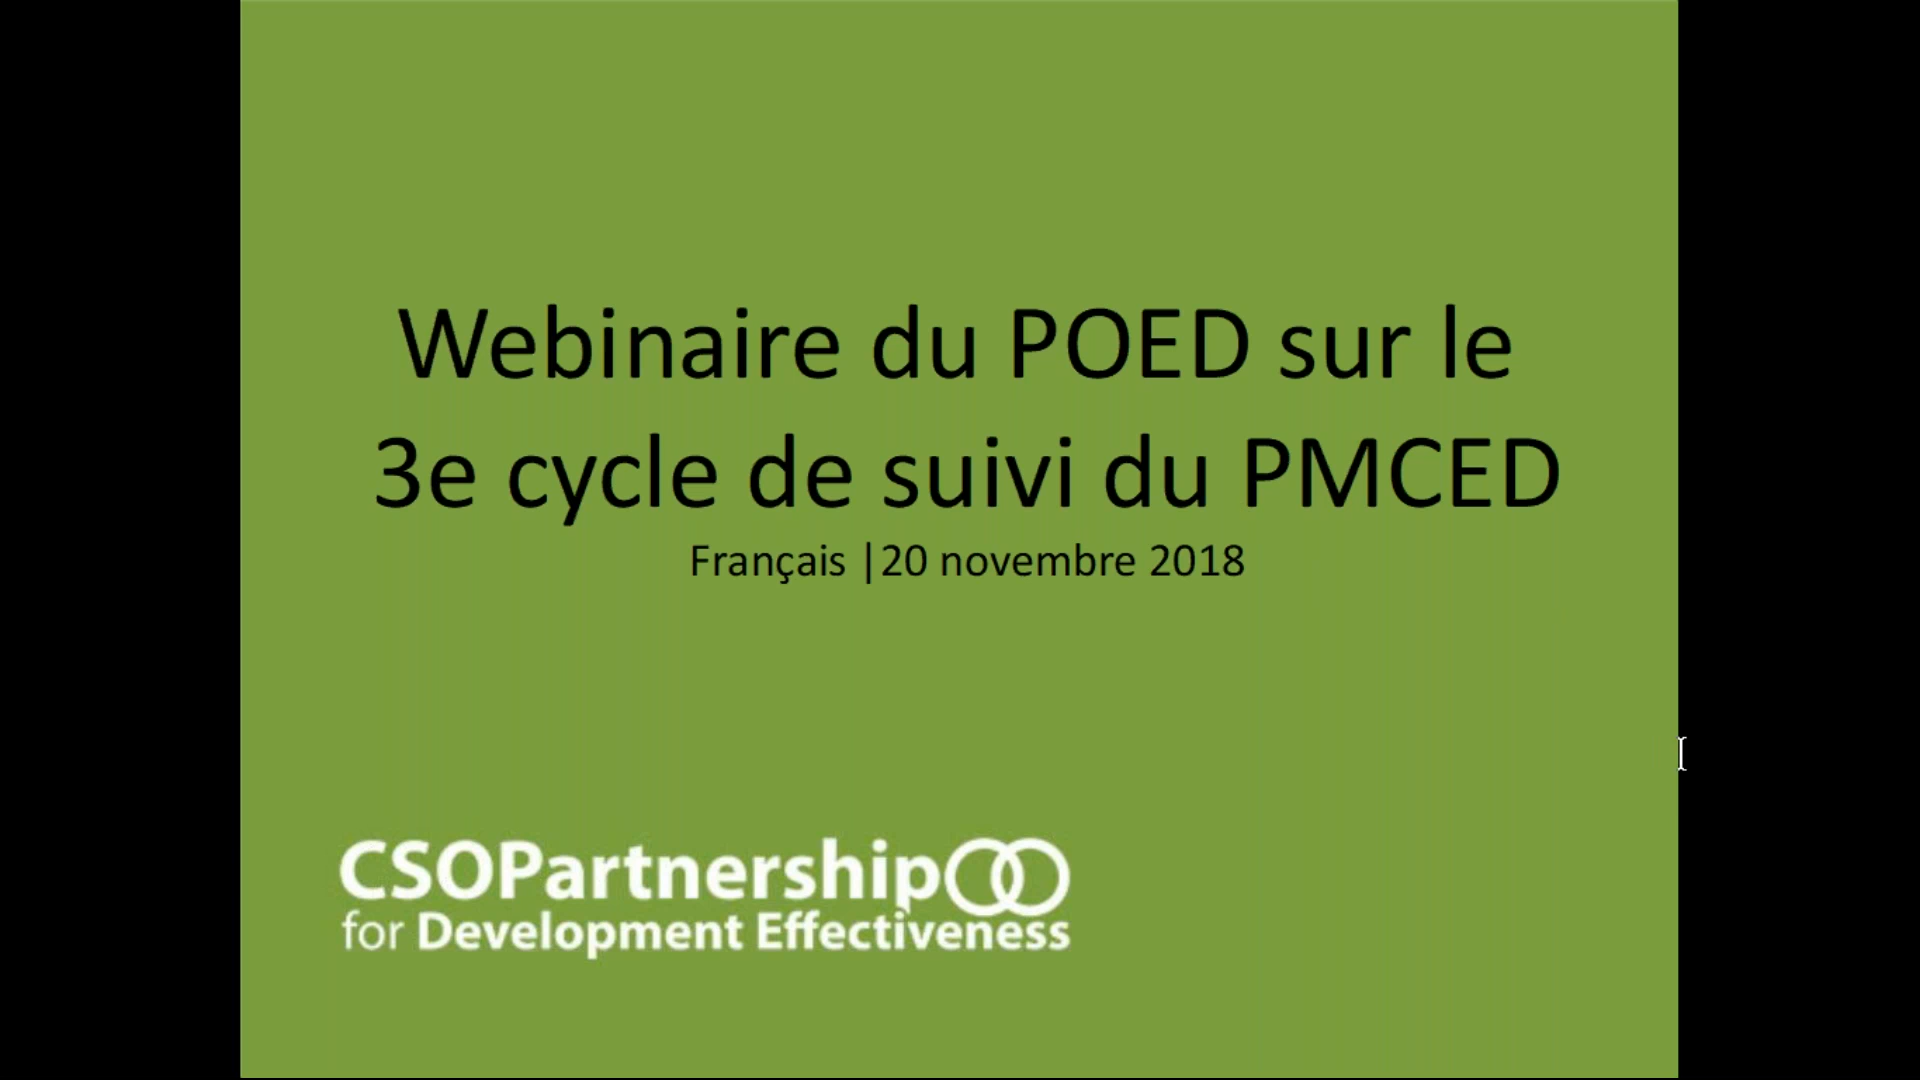 Webinaire du POED sur le
3e cycle de suivi du PMCED
Français |20 novembre 2018
CSOPartnership
for Development Effectiveness